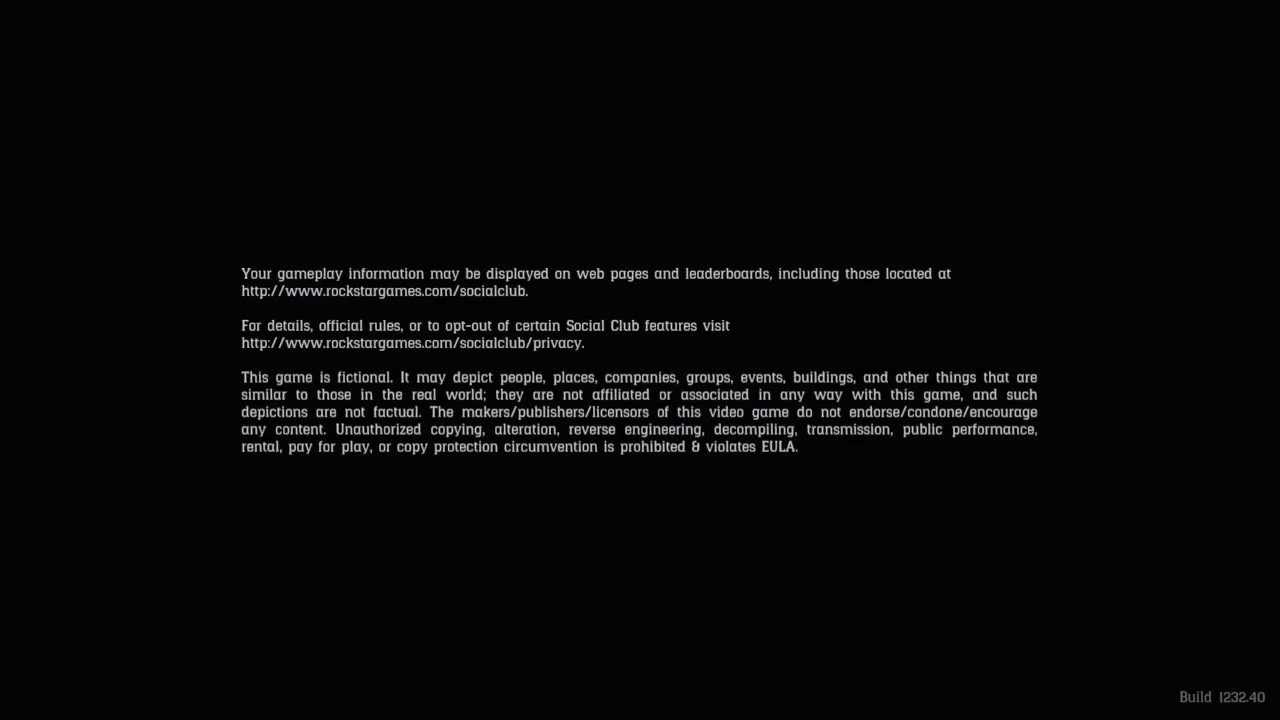 Your gameplay information may be displayed on web pages and leaderboards, including those located at
http://www.rockstargames.com/socialclub.
For details, official rules, or to opt-out of certain Social Club features visit
http://www.rockstargames.com/socialclub/privacy.
This game is fictional. It may depict people, places, companies, groups, events, buildings, and other things that are
similar to those in the real world; they are not affiliated or associated in any way with this game, and such
depictions are not factual. The makers/publishers/licensors of this video game do not endorse/condone/encourage
any content. Unauthorized copying, alteration, reverse engineering, decompiling, transmission, public performance,
rental, pay for play, or copy protection circumvention is prohibited & violates EULA.
Build 1232.40